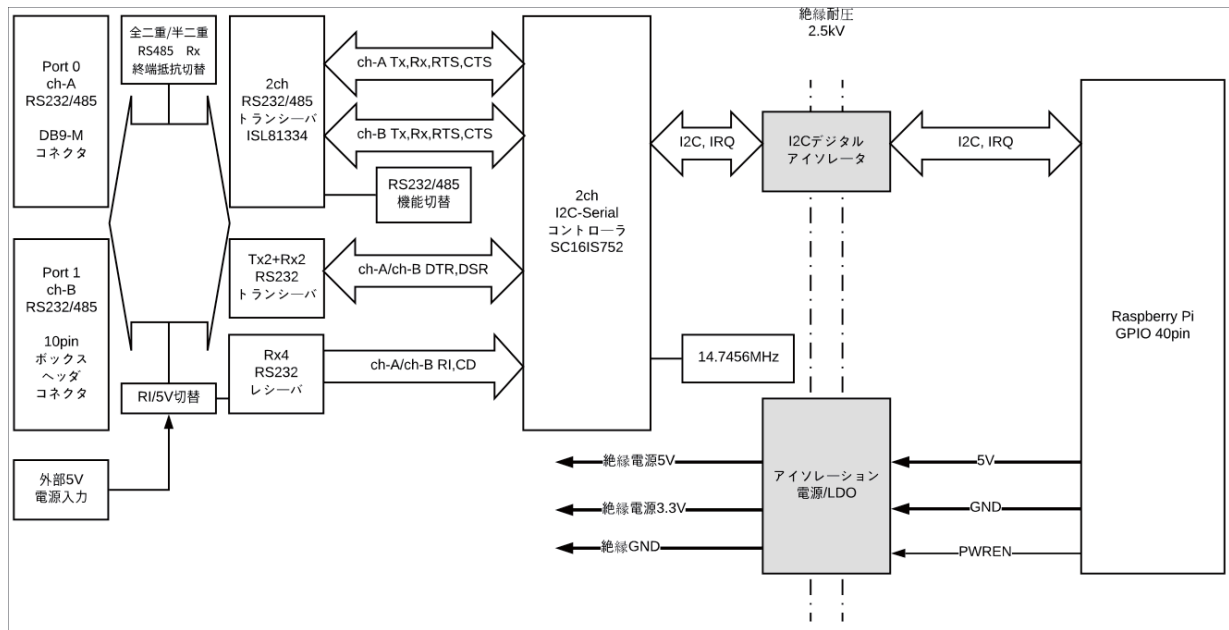 絶縁耐圧
2.5kV
Port 0
ch-A
RS232/485
DB9-M
コネクタ
全二重/半二重
RS485 Rx
終端抵抗切替
2ch
RS232/485
トランシーバ
ISL81334
ch-A Tx,Rx,RTS,CTS
ch-B Tx,Rx,RTS,CTS
RS232/485
機能切替
2ch
I2C-Serial
コントローラ
SC16IS752
I2C, IRQ
I2Cデジタル
アイソレータ
I2C, IRQ
Raspberry Pi
GPIO 40pin
Port 1
ch-B
RS232/485
10pin
ボックス
ヘッダ
コネクタ
Tx2+Rx2
RS232
トランシーバ
ch-A/ch-B DTR,DSR
Rx4
RS232
レシーバ
ch-A/ch-B RI,CD
14.7456MHz
RI/5V切替
外部5V
電源入力
絶縁電源5V
絶縁電源3.3V
絶縁GND
アイソレーション
電源/LDO
5V
GND
PWREN